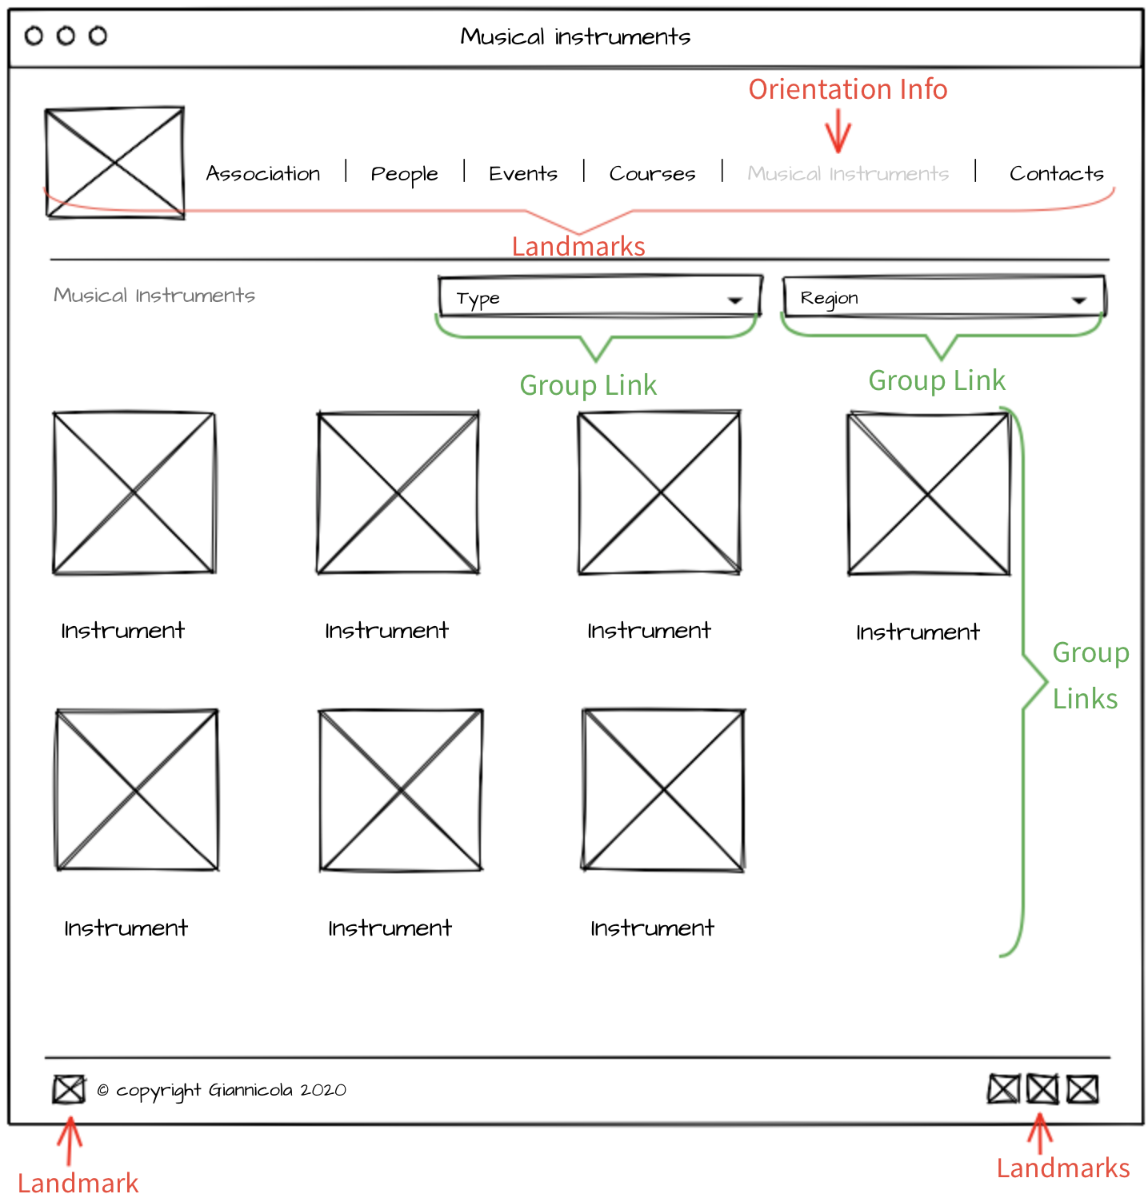 Musical instruments
Orientation Info
Association | People | Events | Courses | Musical Instruments | Contacts
Landmarks
Musical Instruments
Type
Region
Group Link
Group Link
Instrument
Instrument
Instrument
Instrument
Group
Links
Instrument
Instrument
Instrument
© copyright Giannicola 2020
Landmark
Landmarks